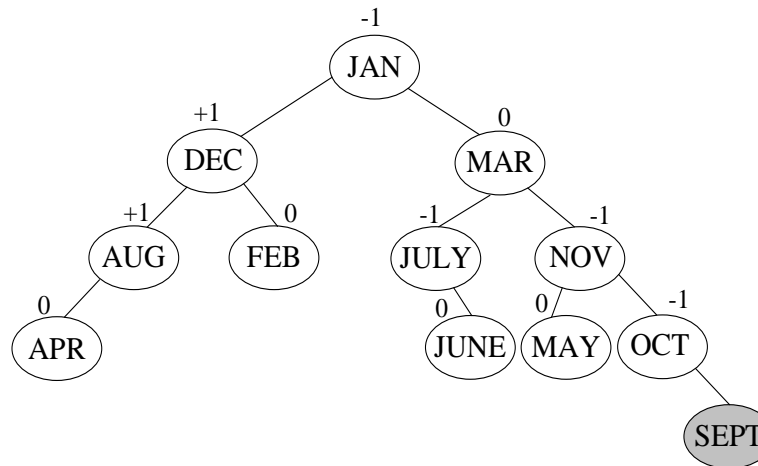 -1
JAN
+1
0
DEC
MAR
+1
0
-1
-1
AUG
FEB
JULY
NOV
0
0
0
-1
APR
JUNE
MAY
OCT
SEPT